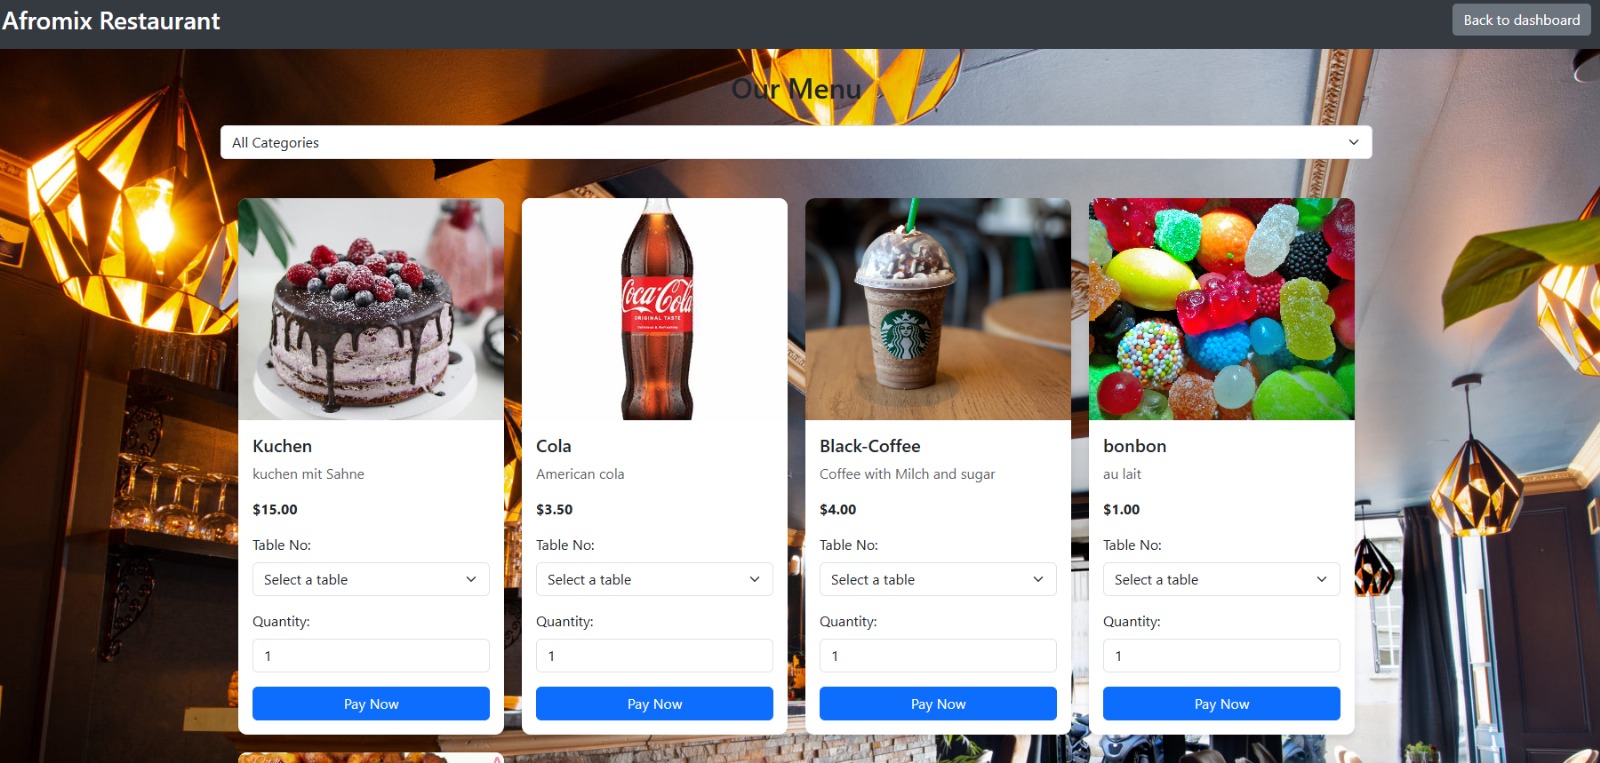 Afromix Restaurant
Back to dashboard
Our Menu
All Categories
Coca-Cola
ORIGINAL TASTE
Kuchen
kuchen mit Sahne
$15.00
Table No:
Select a table
Quantity:
1
Pay Now
Cola
American cola
$3.50
Table No:
Select a table
Quantity:
1
Pay Now
Black-Coffee
Coffee with Milch and sugar
$4.00
Table No:
Select a table
Quantity:
1
Pay Now
bonbon
au lait
$1.00
Table No:
Select a table
Quantity:
1
Pay Now